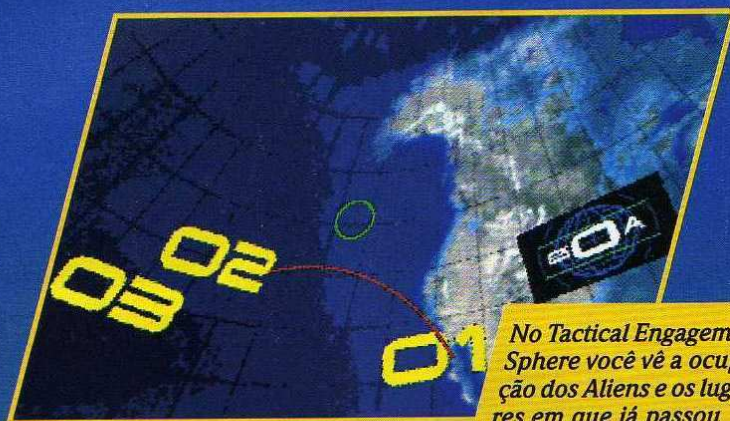 02
03
01
No Tactical Engagem
Sphere você vê a ocup
ção dos Aliens e os lug
res em que já passou